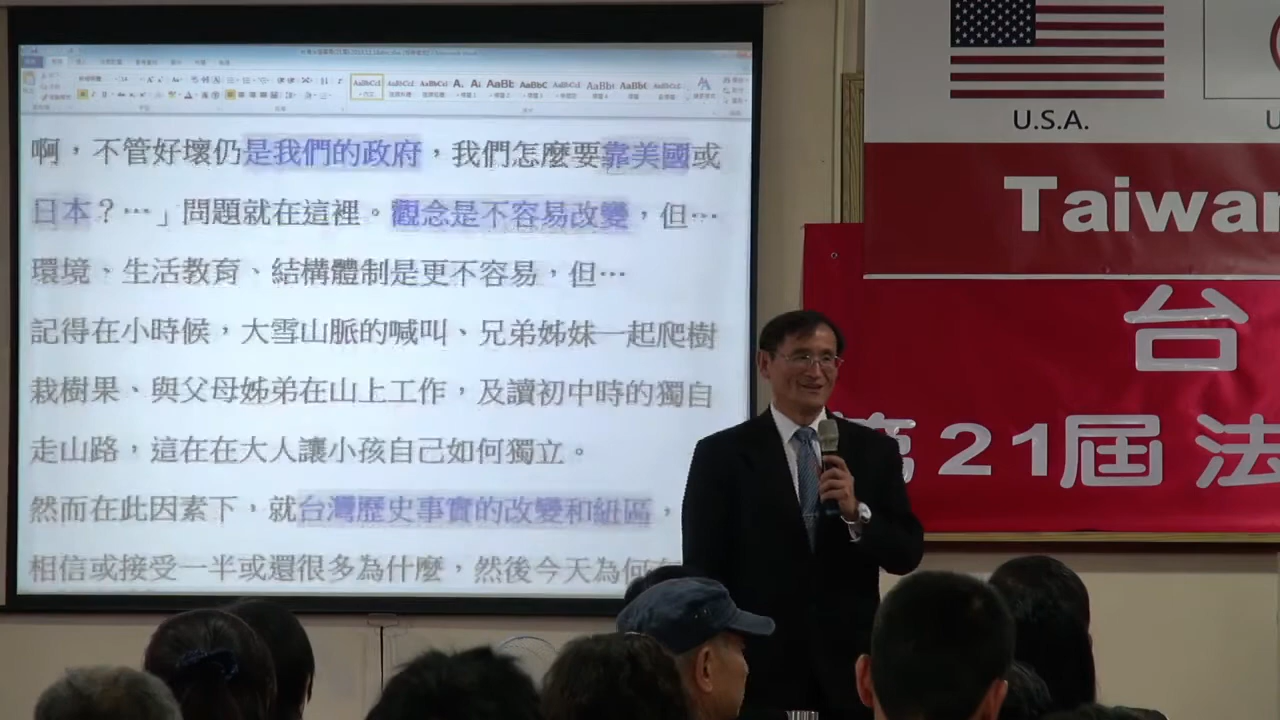 啊，不管好壞仍是我們的政府，我們怎麼要靠美國或
日本？…」問題就在這裡。觀念是不容易改變，但…
環境、生活教育、結構體制是更不容易，但…
記得在小時候，大雪山脈的喊叫、兄弟姊妹一起爬樹
栽樹果、與父母姊弟在山上工作，及讀初中時的獨自
走山路，這在在大人讓小孩自己如何獨立。
然而在此因素下，就台灣歷史事實的改變和紐區，
相信或接受一半或還很多為什麼，然後今天為何
U.S.A.
Taiwan
台
第21屆 法